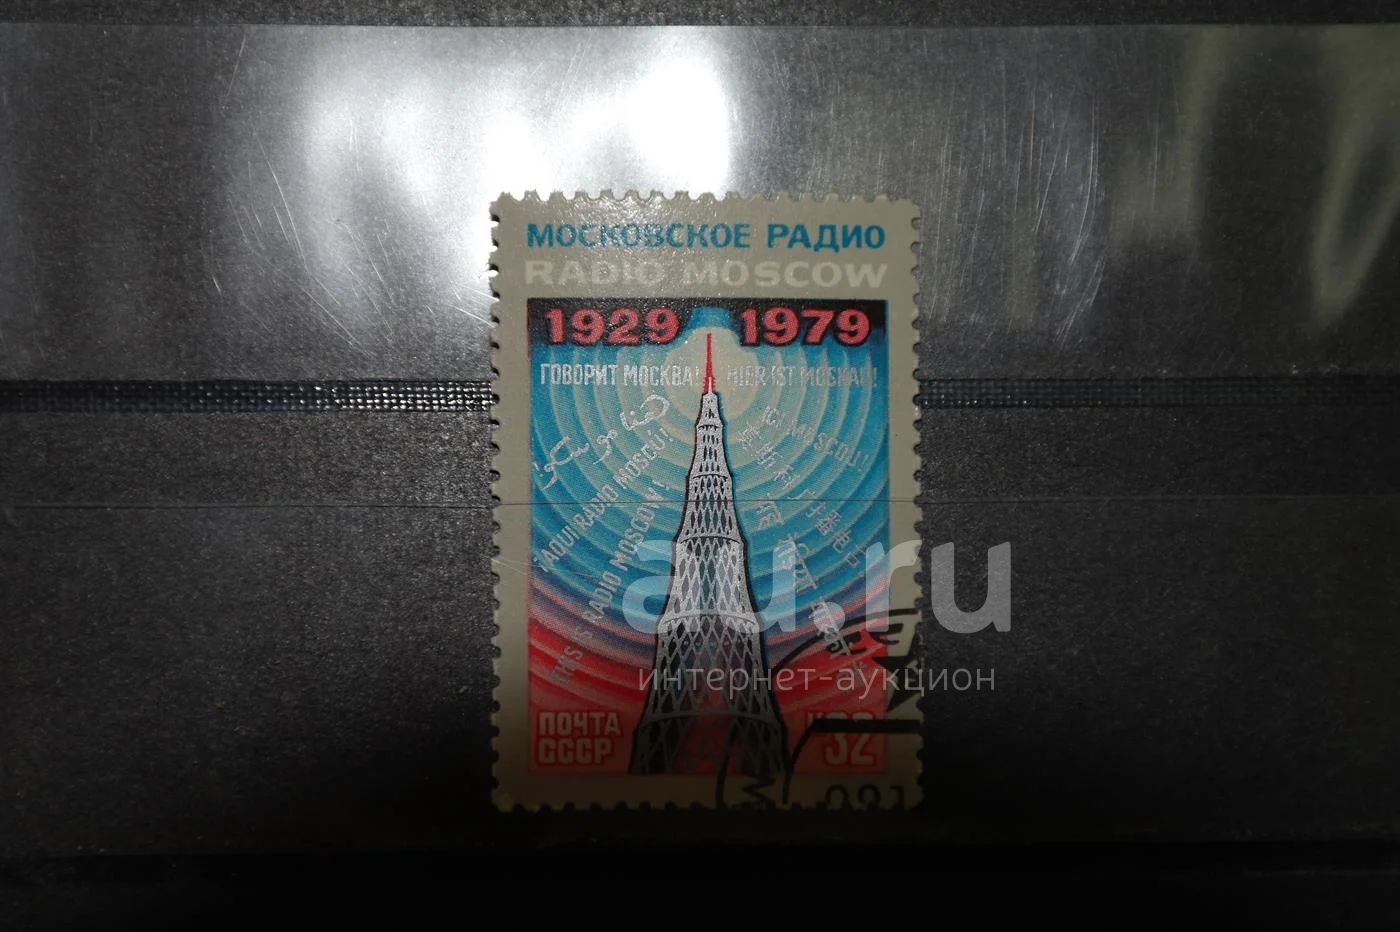 МОСКОВСКОЕ РАДИО
RADIO MOSCOW
1929 1979
ГОВОРИТ МОСКВА! HIER IST MOSKAU!
ICI MOSCOU!
¡AQUI RADIO MOSCÚ!
THIS IS RADIO MOSCOW!
au.ru
интернет-аукцион
ПОЧТА
СССР
32